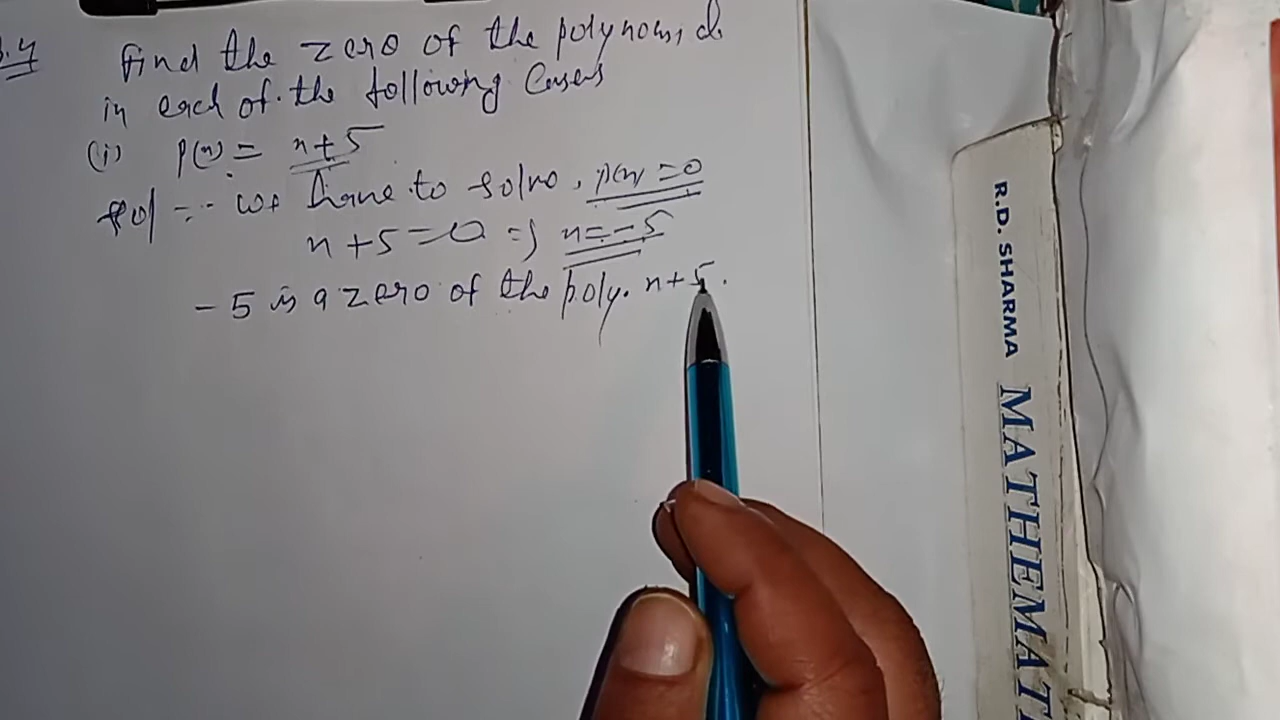 Find the zero of the polynomial
in each of the following Cases
(i) p(x) = x+5
Sol -:- we have to solve, p(x) = 0
x+5=0 => x=-5
-5 is a zero of the poly. x+5.
R.D. SHARMA MATHEMAT